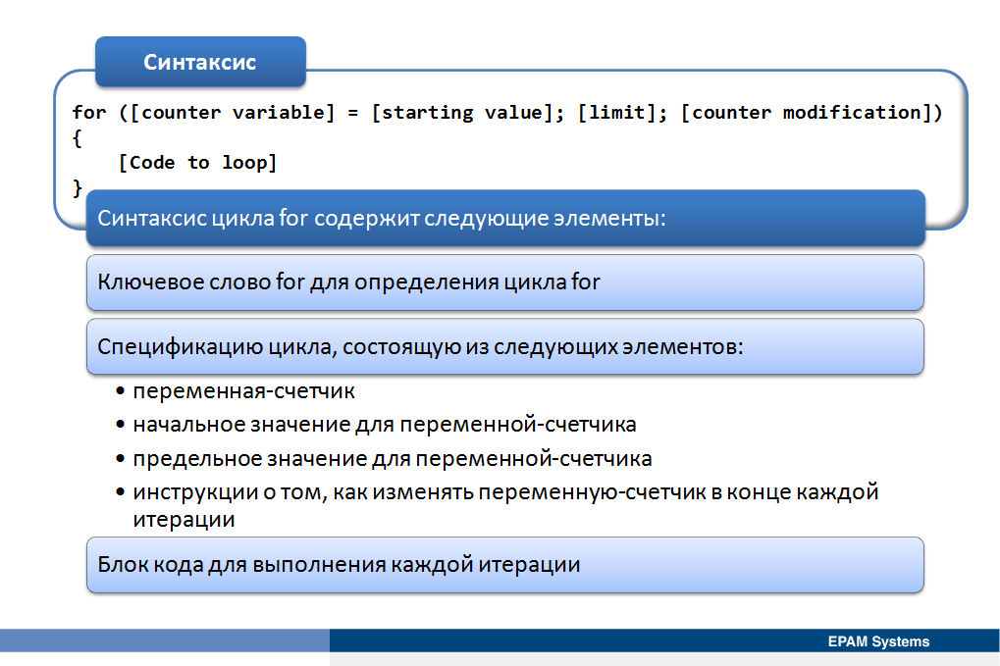 Синтаксис
for ([counter variable] = [starting value]; [limit]; [counter modification])
{
[Code to loop]
}
Синтаксис цикла for содержит следующие элементы:
Ключевое слово for для определения цикла for
Спецификацию цикла, состоящую из следующих элементов:
• переменная-счетчик
• начальное значение для переменной-счетчика
• предельное значение для переменной-счетчика
• инструкции о том, как изменять переменную-счетчик в конце каждой
итерации
Блок кода для выполнения каждой итерации
EPAM Systems